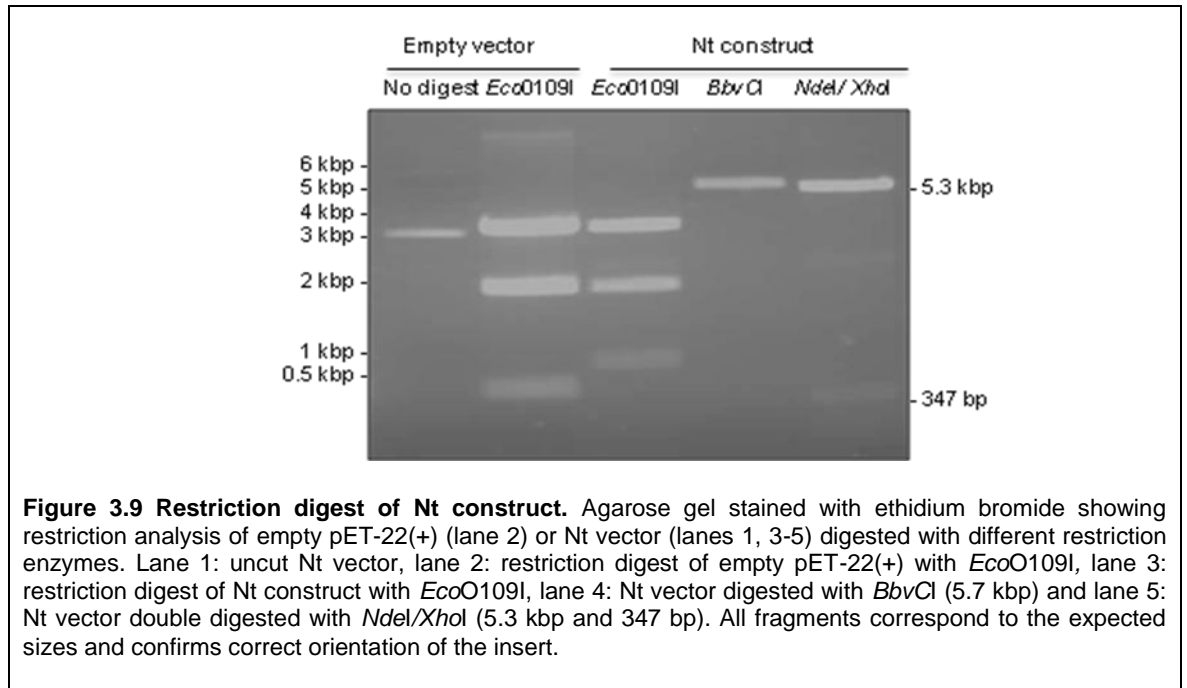 Empty vector Nt construct
No digest Eco0109I Eco0109I BbvCI NdeI/XhoI
6 kbp -
5 kbp - - 5.3 kbp
4 kbp -
3 kbp -
2 kbp -
1 kbp -
0.5 kbp -
- 347 bp
Figure 3.9 Restriction digest of Nt construct. Agarose gel stained with ethidium bromide showing
restriction analysis of empty pET-22(+) (lane 2) or Nt vector (lanes 1, 3-5) digested with different restriction
enzymes. Lane 1: uncut Nt vector, lane 2: restriction digest of empty pET-22(+) with EcoO109I, lane 3:
restriction digest of Nt construct with EcoO109I, lane 4: Nt vector digested with BbvCI (5.7 kbp) and lane 5:
Nt vector double digested with NdeI/XhoI (5.3 kbp and 347 bp). All fragments correspond to the expected
sizes and confirms correct orientation of the insert.